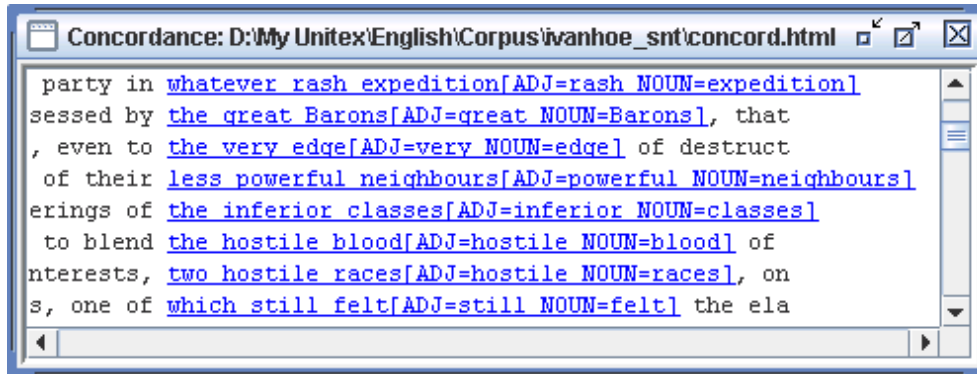 Concordance: D:\My Unitex\English\Corpus\ivanhoe_snt\concord.html
party in whatever rash expedition[ADJ=rash NOUN=expedition]
sessed by the great Barons[ADJ=great NOUN=Barons], that
, even to the very edge[ADJ=very NOUN=edge] of destruct
of their less powerful neighbours[ADJ=powerful NOUN=neighbours]
erings of the inferior classes[ADJ=inferior NOUN=classes]
to blend the hostile blood[ADJ=hostile NOUN=blood] of
nterests, two hostile races[ADJ=hostile NOUN=races], on
s, one of which still felt[ADJ=still NOUN=felt] the ela